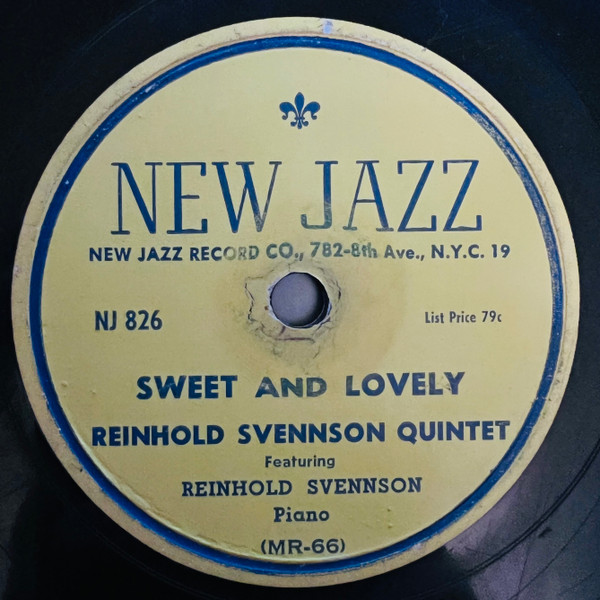 NEW JAZZ
NEW JAZZ RECORD CO., 782-8th Ave., N.Y.C. 19
NJ 826 List Price 79c
SWEET AND LOVELY
REINHOLD SVENNSON QUINTET
Featuring
REINHOLD SVENNSON
Piano
(MR-66)